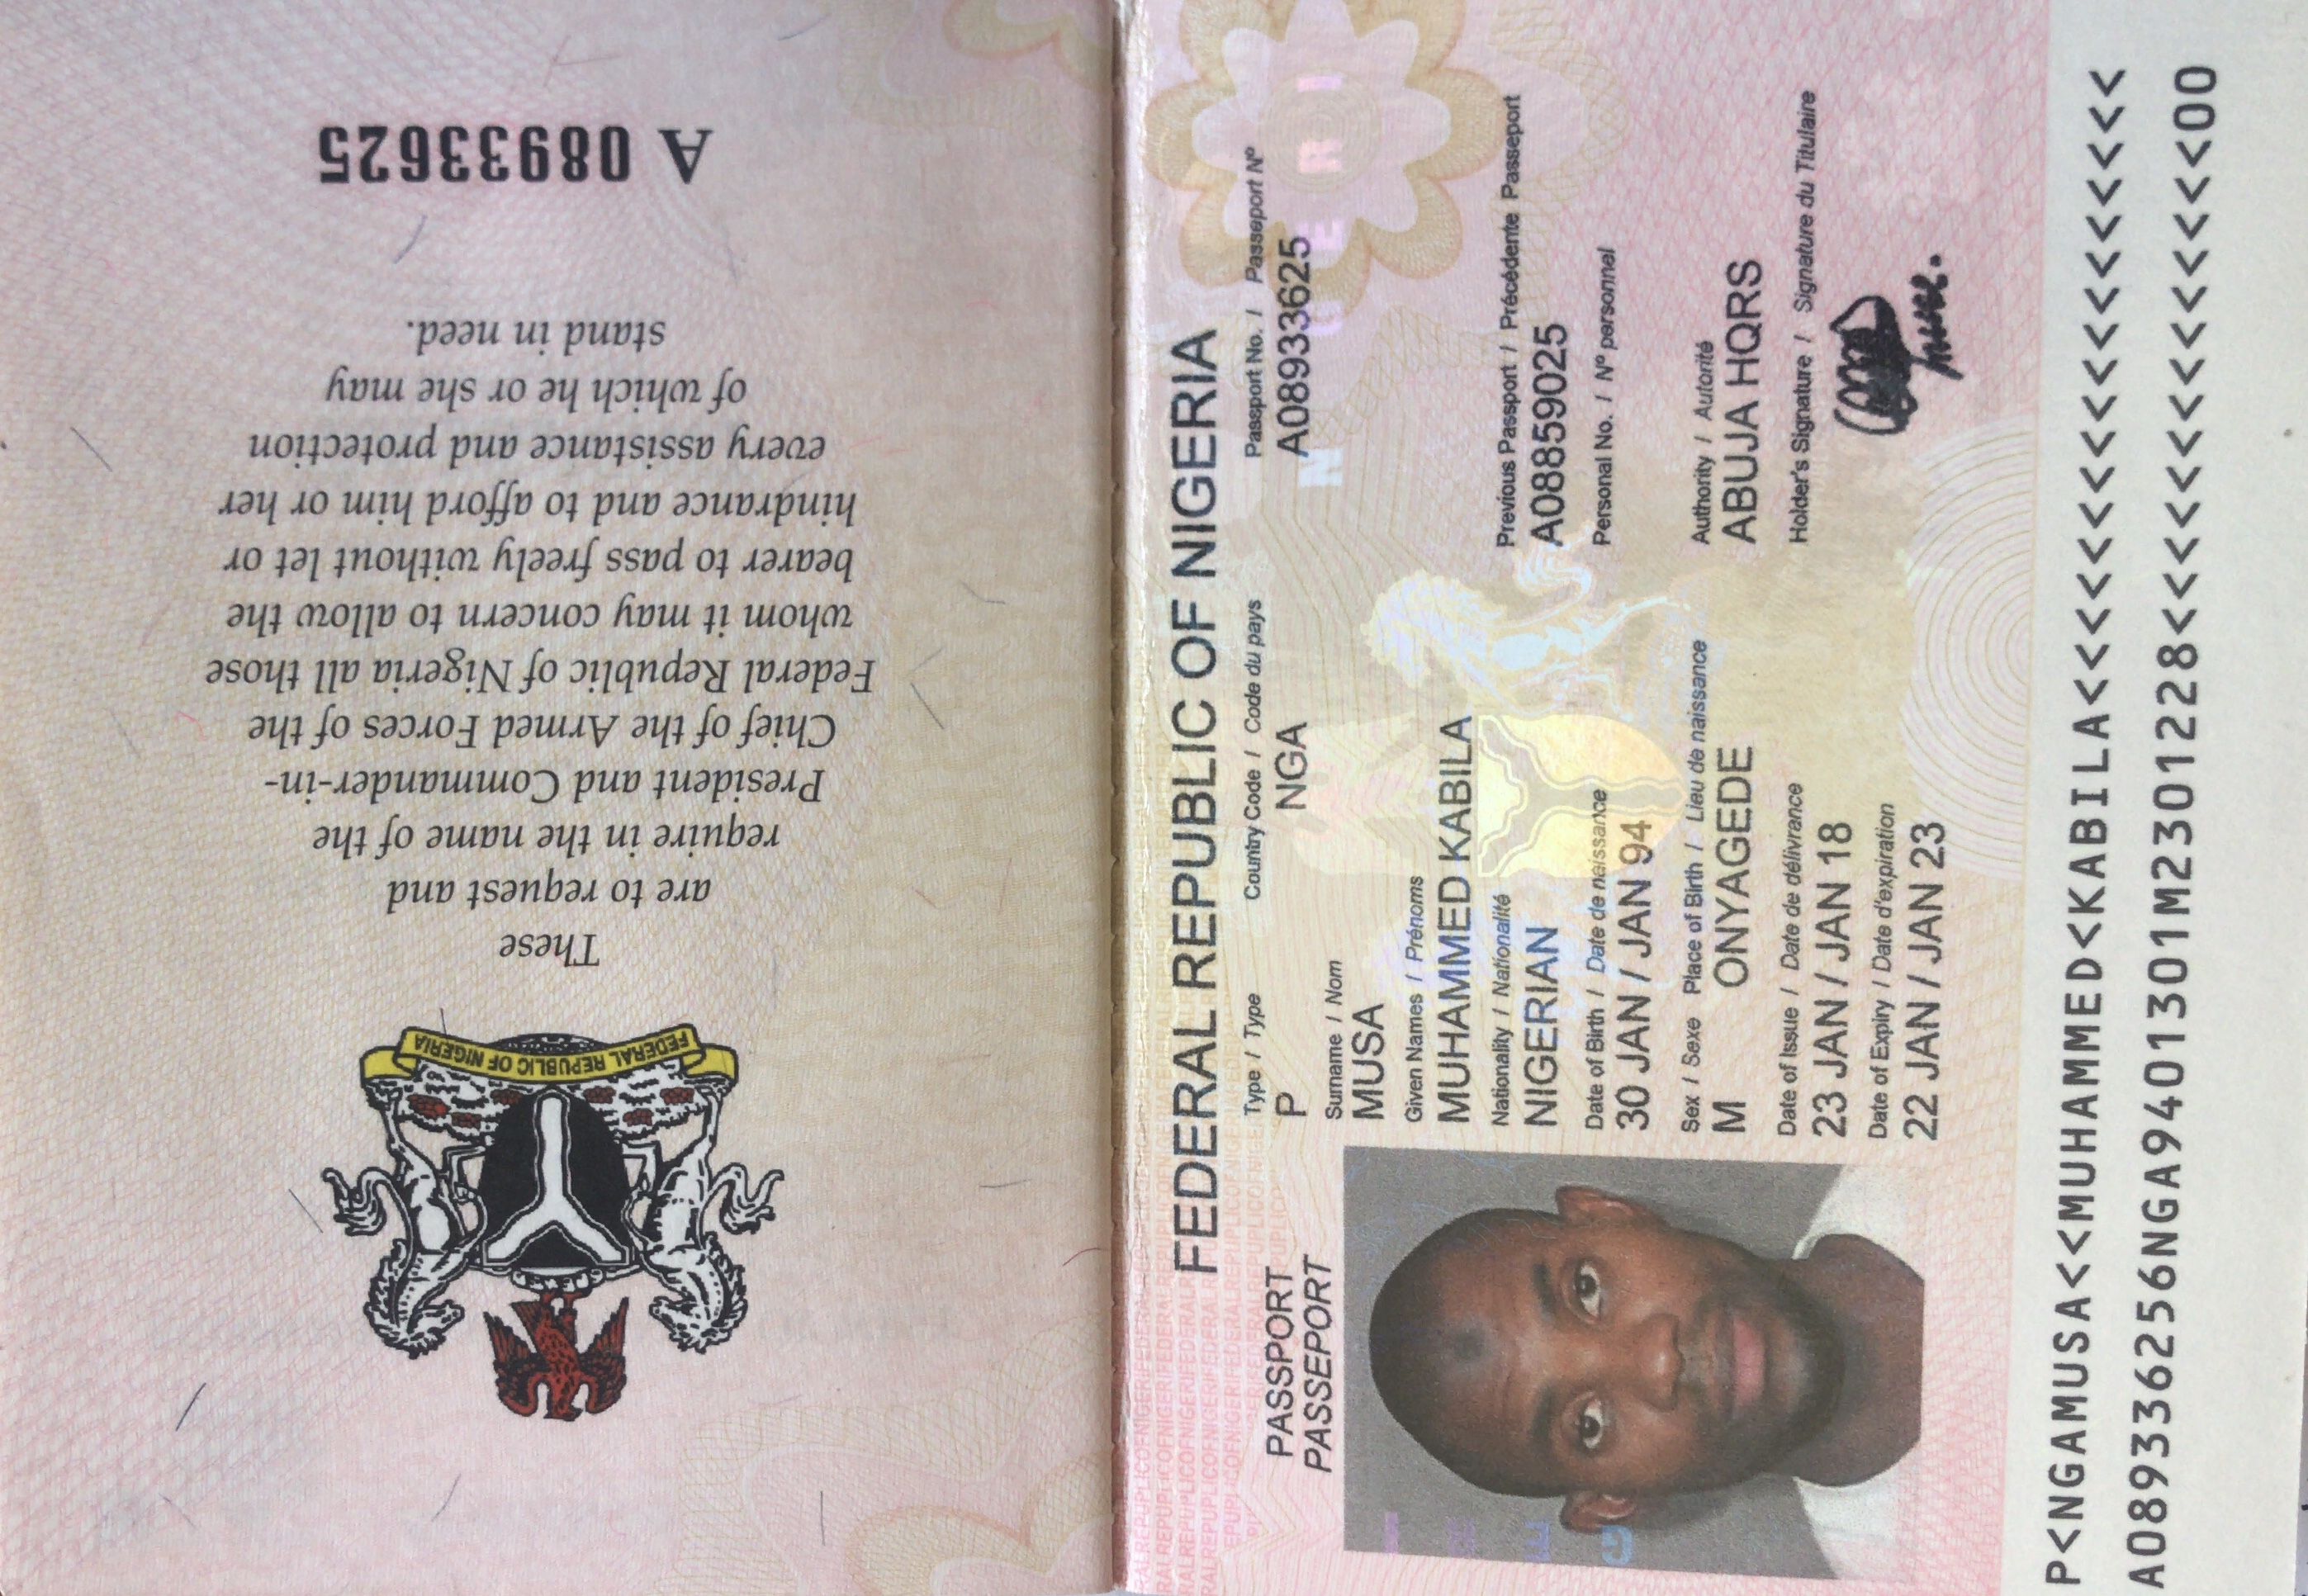 FEDERAL REPUBLIC OF NIGERIA
These
are to request and
require in the name of the
President and Commander-in-
Chief of the Armed Forces of the
Federal Republic of Nigeria all those
whom it may concern to allow the
bearer to pass freely without let or
hindrance and to afford him or her
every assistance and protection
of which he or she may
stand in need.
A 08933625
FEDERAL REPUBLIC OF NIGERIA
PASSPORT
PASSEPORT
Type / Type Country Code / Code du pays Passport No. / Passeport Nº
P NGA A08933625
Surname / Nom
MUSA
Given Names / Prénoms
MUHAMMED KABILA
Nationality / Nationalité Previous Passport / Précédente Passeport
NIGERIAN A08859025
Date of Birth / Date de naissance Personal No. / Nº personnel
30 JAN / JAN 94
Sex / Sexe Place of Birth / Lieu de naissance Authority / Autorité
M ONYAGEDE ABUJA HQRS
Date of Issue / Date de délivrance Holder's Signature / Signature du Titulaire
23 JAN / JAN 18
Date of Expiry / Date d'expiration
22 JAN / JAN 23
P<NGAMUSA<<MUHAMMED<KABILA<<<<<<<<<<<<<<<<<<
A089336256NGA9401301M2301228<<<<<<<<<<<<<<00